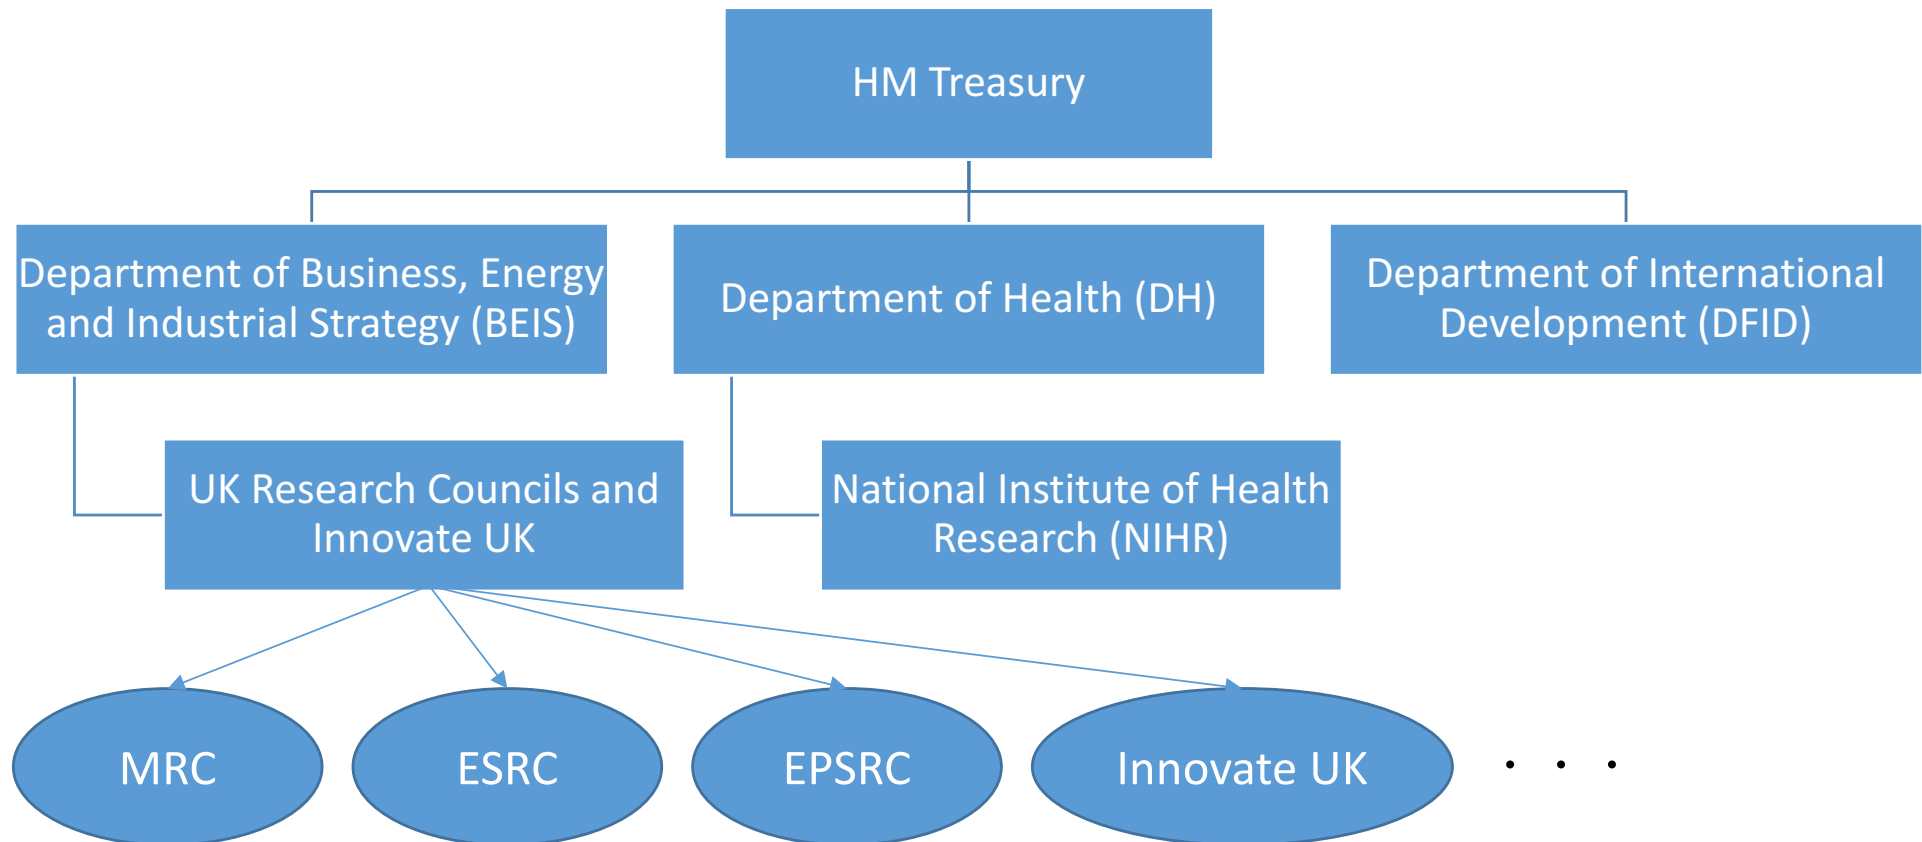 HM Treasury
Department of Business, Energy
and Industrial Strategy (BEIS)
Department of Health (DH)
Department of International
Development (DFID)
UK Research Councils and
Innovate UK
National Institute of Health
Research (NIHR)
MRC
ESRC
EPSRC
Innovate UK
. . .